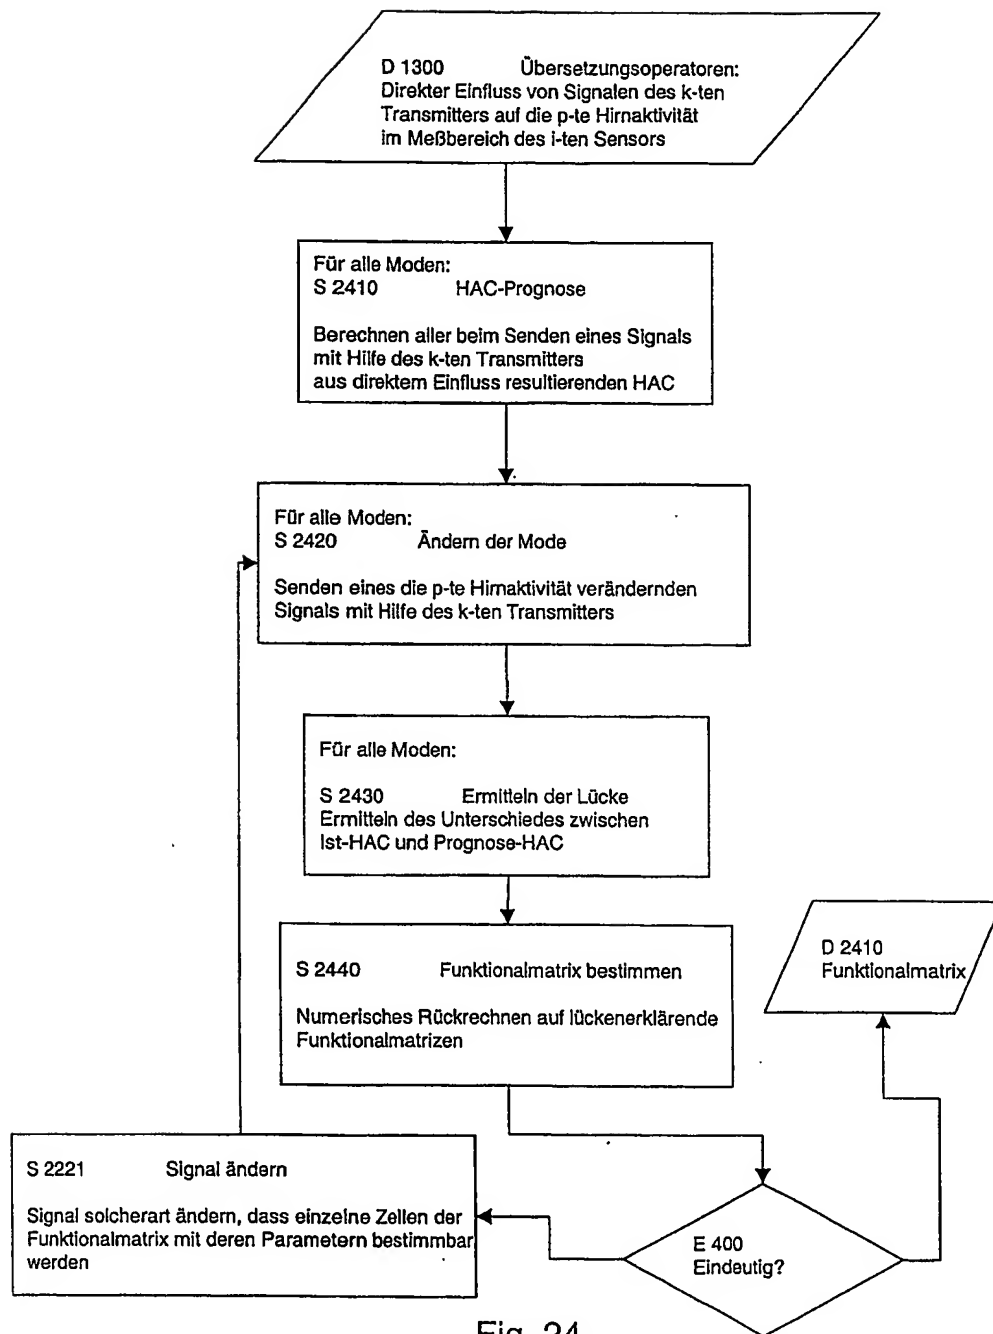 D 1300 Übersetzungsoperatoren:
Direkter Einfluss von Signalen des k-ten
Transmitters auf die p-te Hirnaktivität
im Meßbereich des i-ten Sensors
Für alle Moden:
S 2410 HAC-Prognose
Berechnen aller beim Senden eines Signals
mit Hilfe des k-ten Transmitters
aus direktem Einfluss resultierenden HAC
Für alle Moden:
S 2420 Ändern der Mode
Senden eines die p-te Hirnaktivität verändernden
Signals mit Hilfe des k-ten Transmitters
Für alle Moden:
S 2430 Ermitteln der Lücke
Ermitteln des Unterschiedes zwischen
Ist-HAC und Prognose-HAC
S 2440 Funktionalmatrix bestimmen
Numerisches Rückrechnen auf lückenerklärende
Funktionalmatrizen
D 2410
Funktionalmatrix
S 2221 Signal ändern
Signal solcherart ändern, dass einzelne Zellen der
Funktionalmatrix mit deren Parametern bestimmbar
werden
E 400
Eindeutig?
Fig. 24